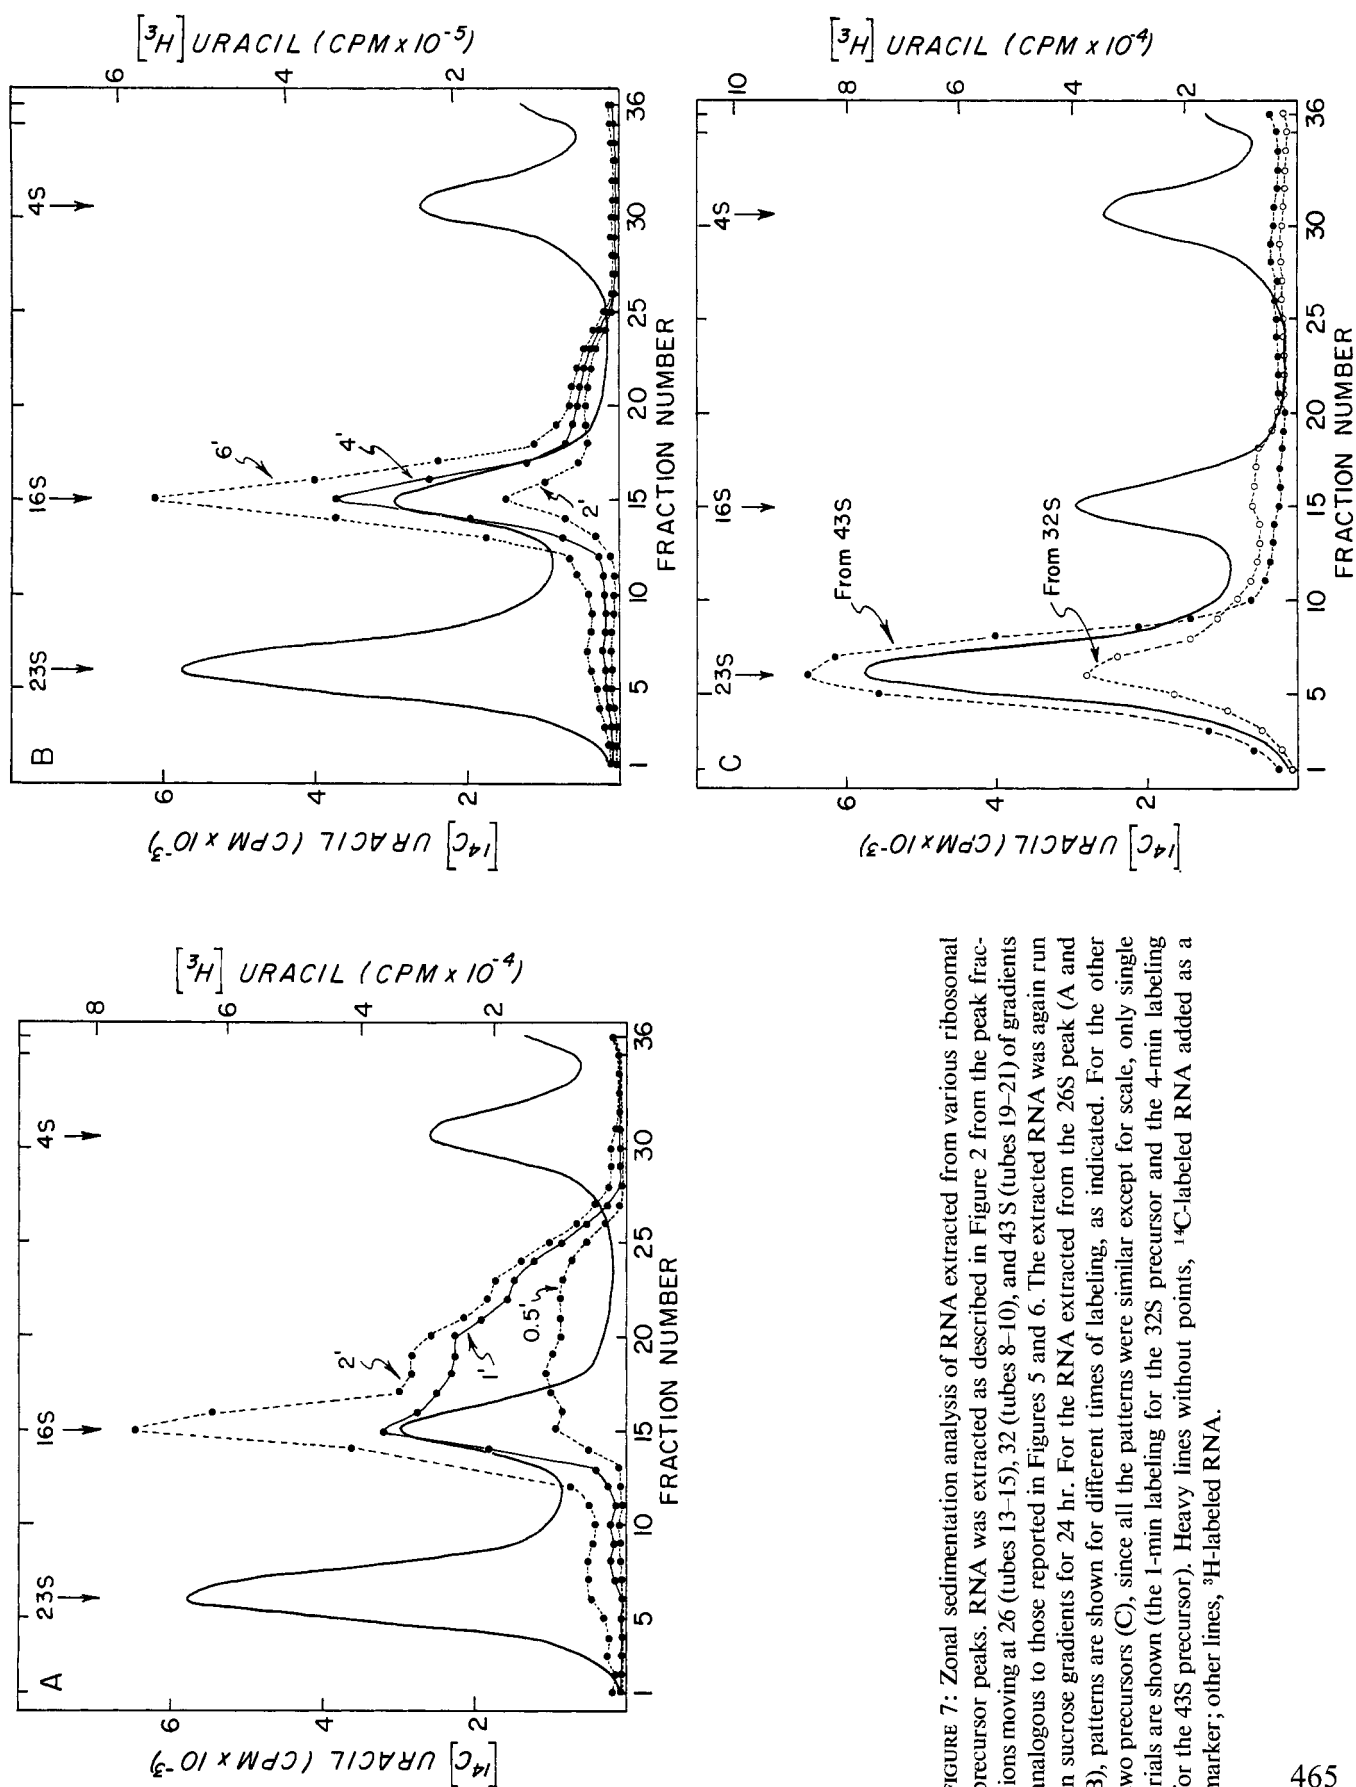 A
23S
16S
4S
2'
1'
0.5'
[¹⁴C] URACIL (CPM x 10⁻³)
6
4
2
[³H] URACIL (CPM x 10⁻⁴)
8
6
4
2
1 5 10 15 20 25 30 36
FRACTION NUMBER
B
23S
16S
4S
6'
4'
2'
[¹⁴C] URACIL (CPM x 10⁻³)
6
4
2
[³H] URACIL (CPM x 10⁻⁵)
6
4
2
1 5 10 15 20 25 30 36
FRACTION NUMBER
C
23S
16S
4S
From 43S
From 32S
[¹⁴C] URACIL (CPM x 10⁻³)
6
4
2
[³H] URACIL (CPM x 10⁻⁴)
10
8
6
4
2
1 5 10 15 20 25 30 36
FRACTION NUMBER
FIGURE 7: Zonal sedimentation analysis of RNA extracted from various ribosomal
precursor peaks. RNA was extracted as described in Figure 2 from the peak frac-
ions moving at 26 (tubes 13–15), 32 (tubes 8–10), and 43 S (tubes 19–21) of gradients
analogous to those reported in Figures 5 and 6. The extracted RNA was again run
n sucrose gradients for 24 hr. For the RNA extracted from the 26S peak (A and
B), patterns are shown for different times of labeling, as indicated. For the other
wo precursors (C), since all the patterns were similar except for scale, only single
rials are shown (the 1-min labeling for the 32S precursor and the 4-min labeling
or the 43S precursor). Heavy lines without points, ¹⁴C-labeled RNA added as a
marker; other lines, ³H-labeled RNA.
465